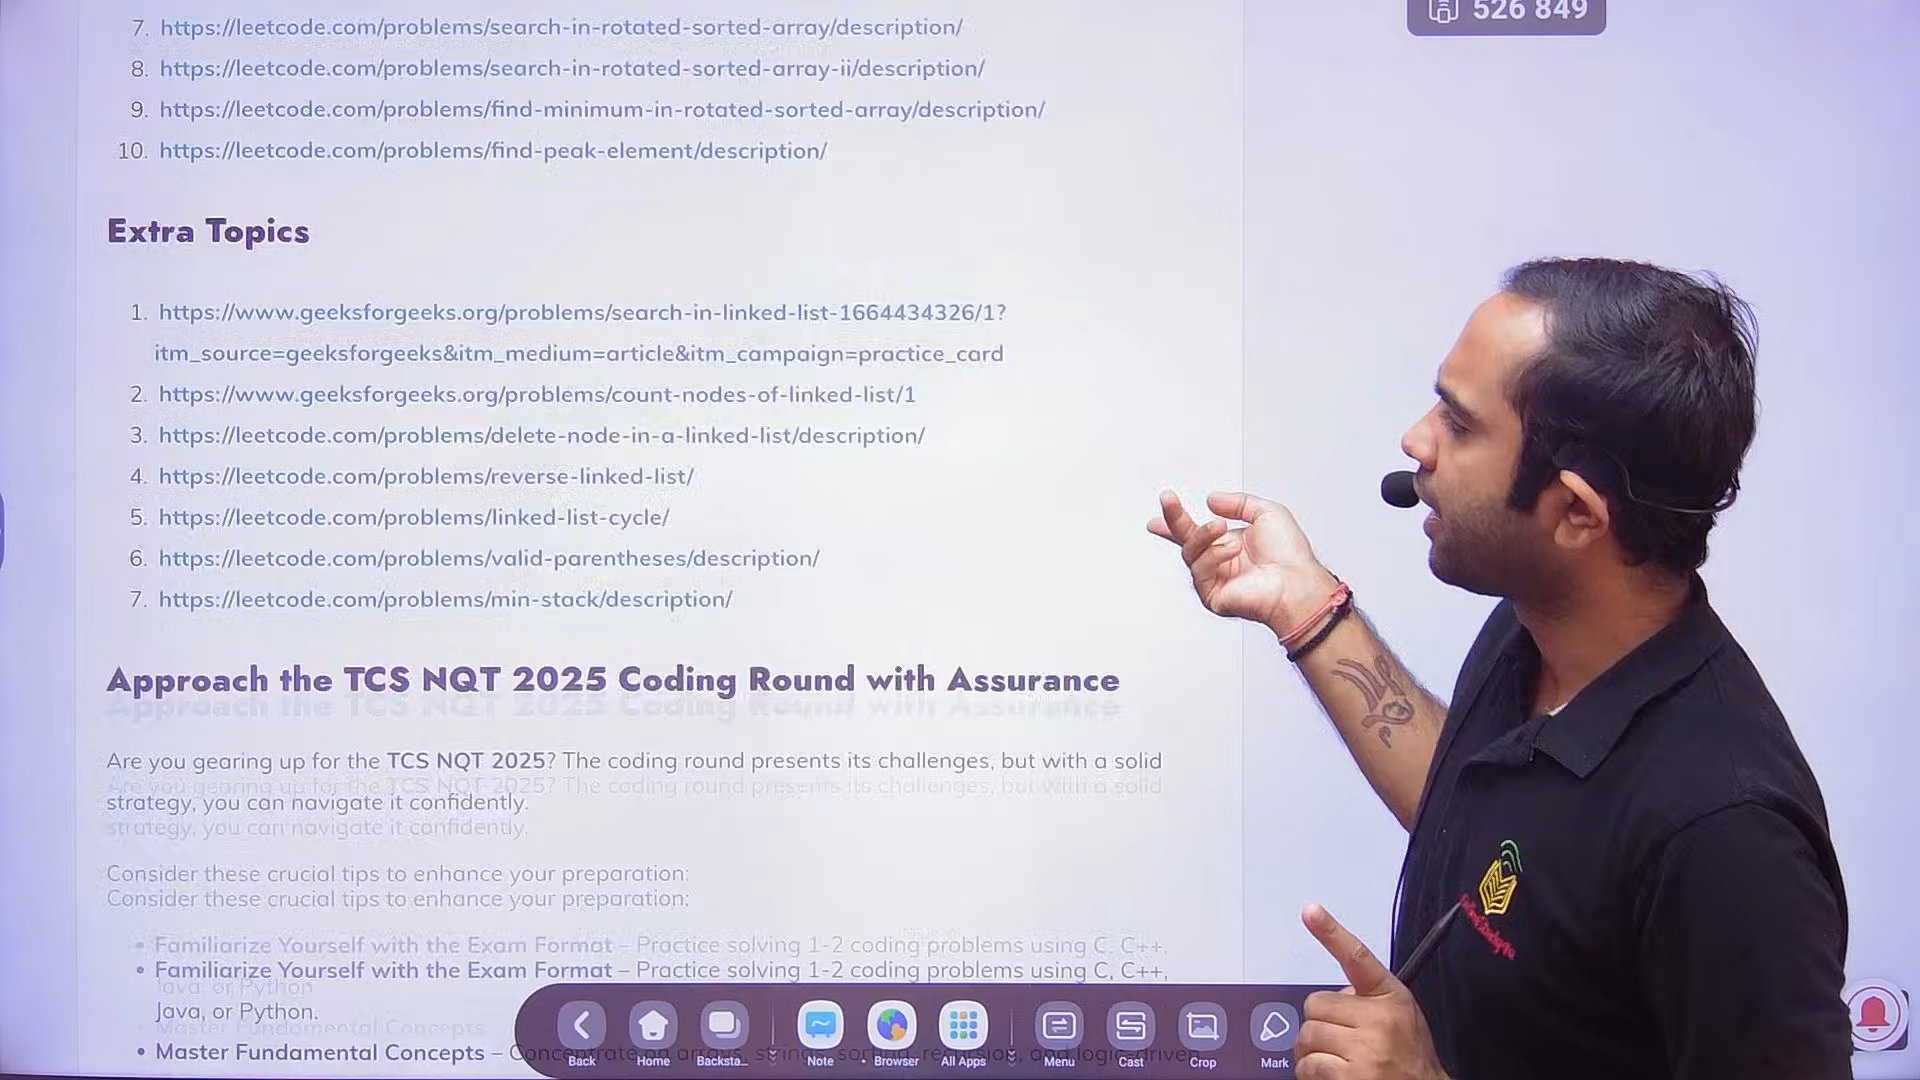 526 849
7. https://leetcode.com/problems/search-in-rotated-sorted-array/description/
8. https://leetcode.com/problems/search-in-rotated-sorted-array-ii/description/
9. https://leetcode.com/problems/find-minimum-in-rotated-sorted-array/description/
10. https://leetcode.com/problems/find-peak-element/description/
Extra Topics
1. https://www.geeksforgeeks.org/problems/search-in-linked-list-1664434326/1?
itm_source=geeksforgeeks&itm_medium=article&itm_campaign=practice_card
2. https://www.geeksforgeeks.org/problems/count-nodes-of-linked-list/1
3. https://leetcode.com/problems/delete-node-in-a-linked-list/description/
4. https://leetcode.com/problems/reverse-linked-list/
5. https://leetcode.com/problems/linked-list-cycle/
6. https://leetcode.com/problems/valid-parentheses/description/
7. https://leetcode.com/problems/min-stack/description/
Approach the TCS NQT 2025 Coding Round with Assurance
Are you gearing up for the TCS NQT 2025? The coding round presents its challenges, but with a solid
strategy, you can navigate it confidently.
Consider these crucial tips to enhance your preparation:
• Familiarize Yourself with the Exam Format – Practice solving 1-2 coding problems using C, C++,
Java, or Python.
• Master Fundamental Concepts – Concentrate on arrays, strings, sorting, recursion, and logic-driven
Back
Home
Backsta...
Note
Browser
All Apps
Menu
Cast
Crop
Mark